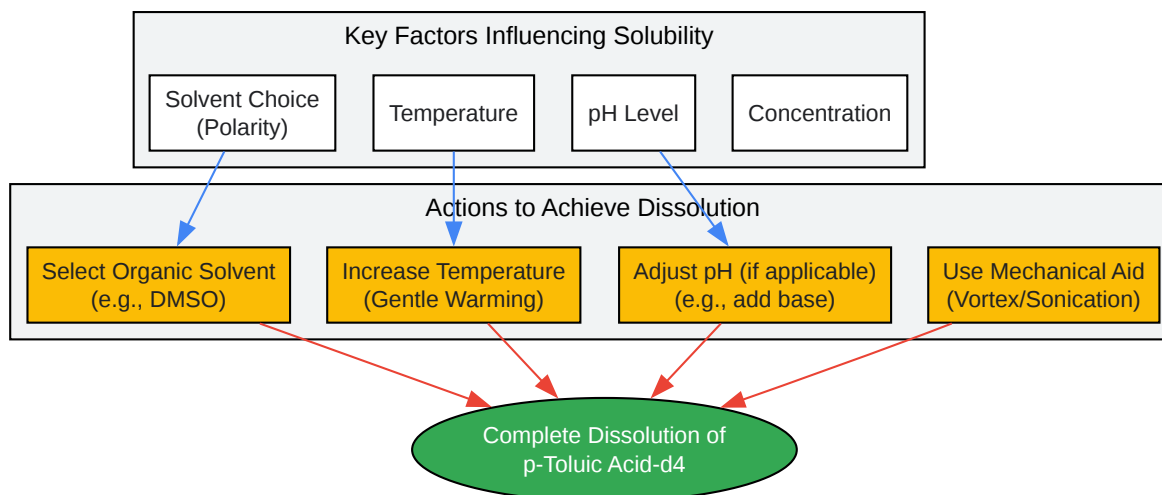 Key Factors Influencing Solubility
Solvent Choice
(Polarity)
Temperature
pH Level
Concentration
Actions to Achieve Dissolution
Select Organic Solvent
(e.g., DMSO)
Increase Temperature
(Gentle Warming)
Adjust pH (if applicable)
(e.g., add base)
Use Mechanical Aid
(Vortex/Sonication)
Complete Dissolution of
p-Toluic Acid-d4